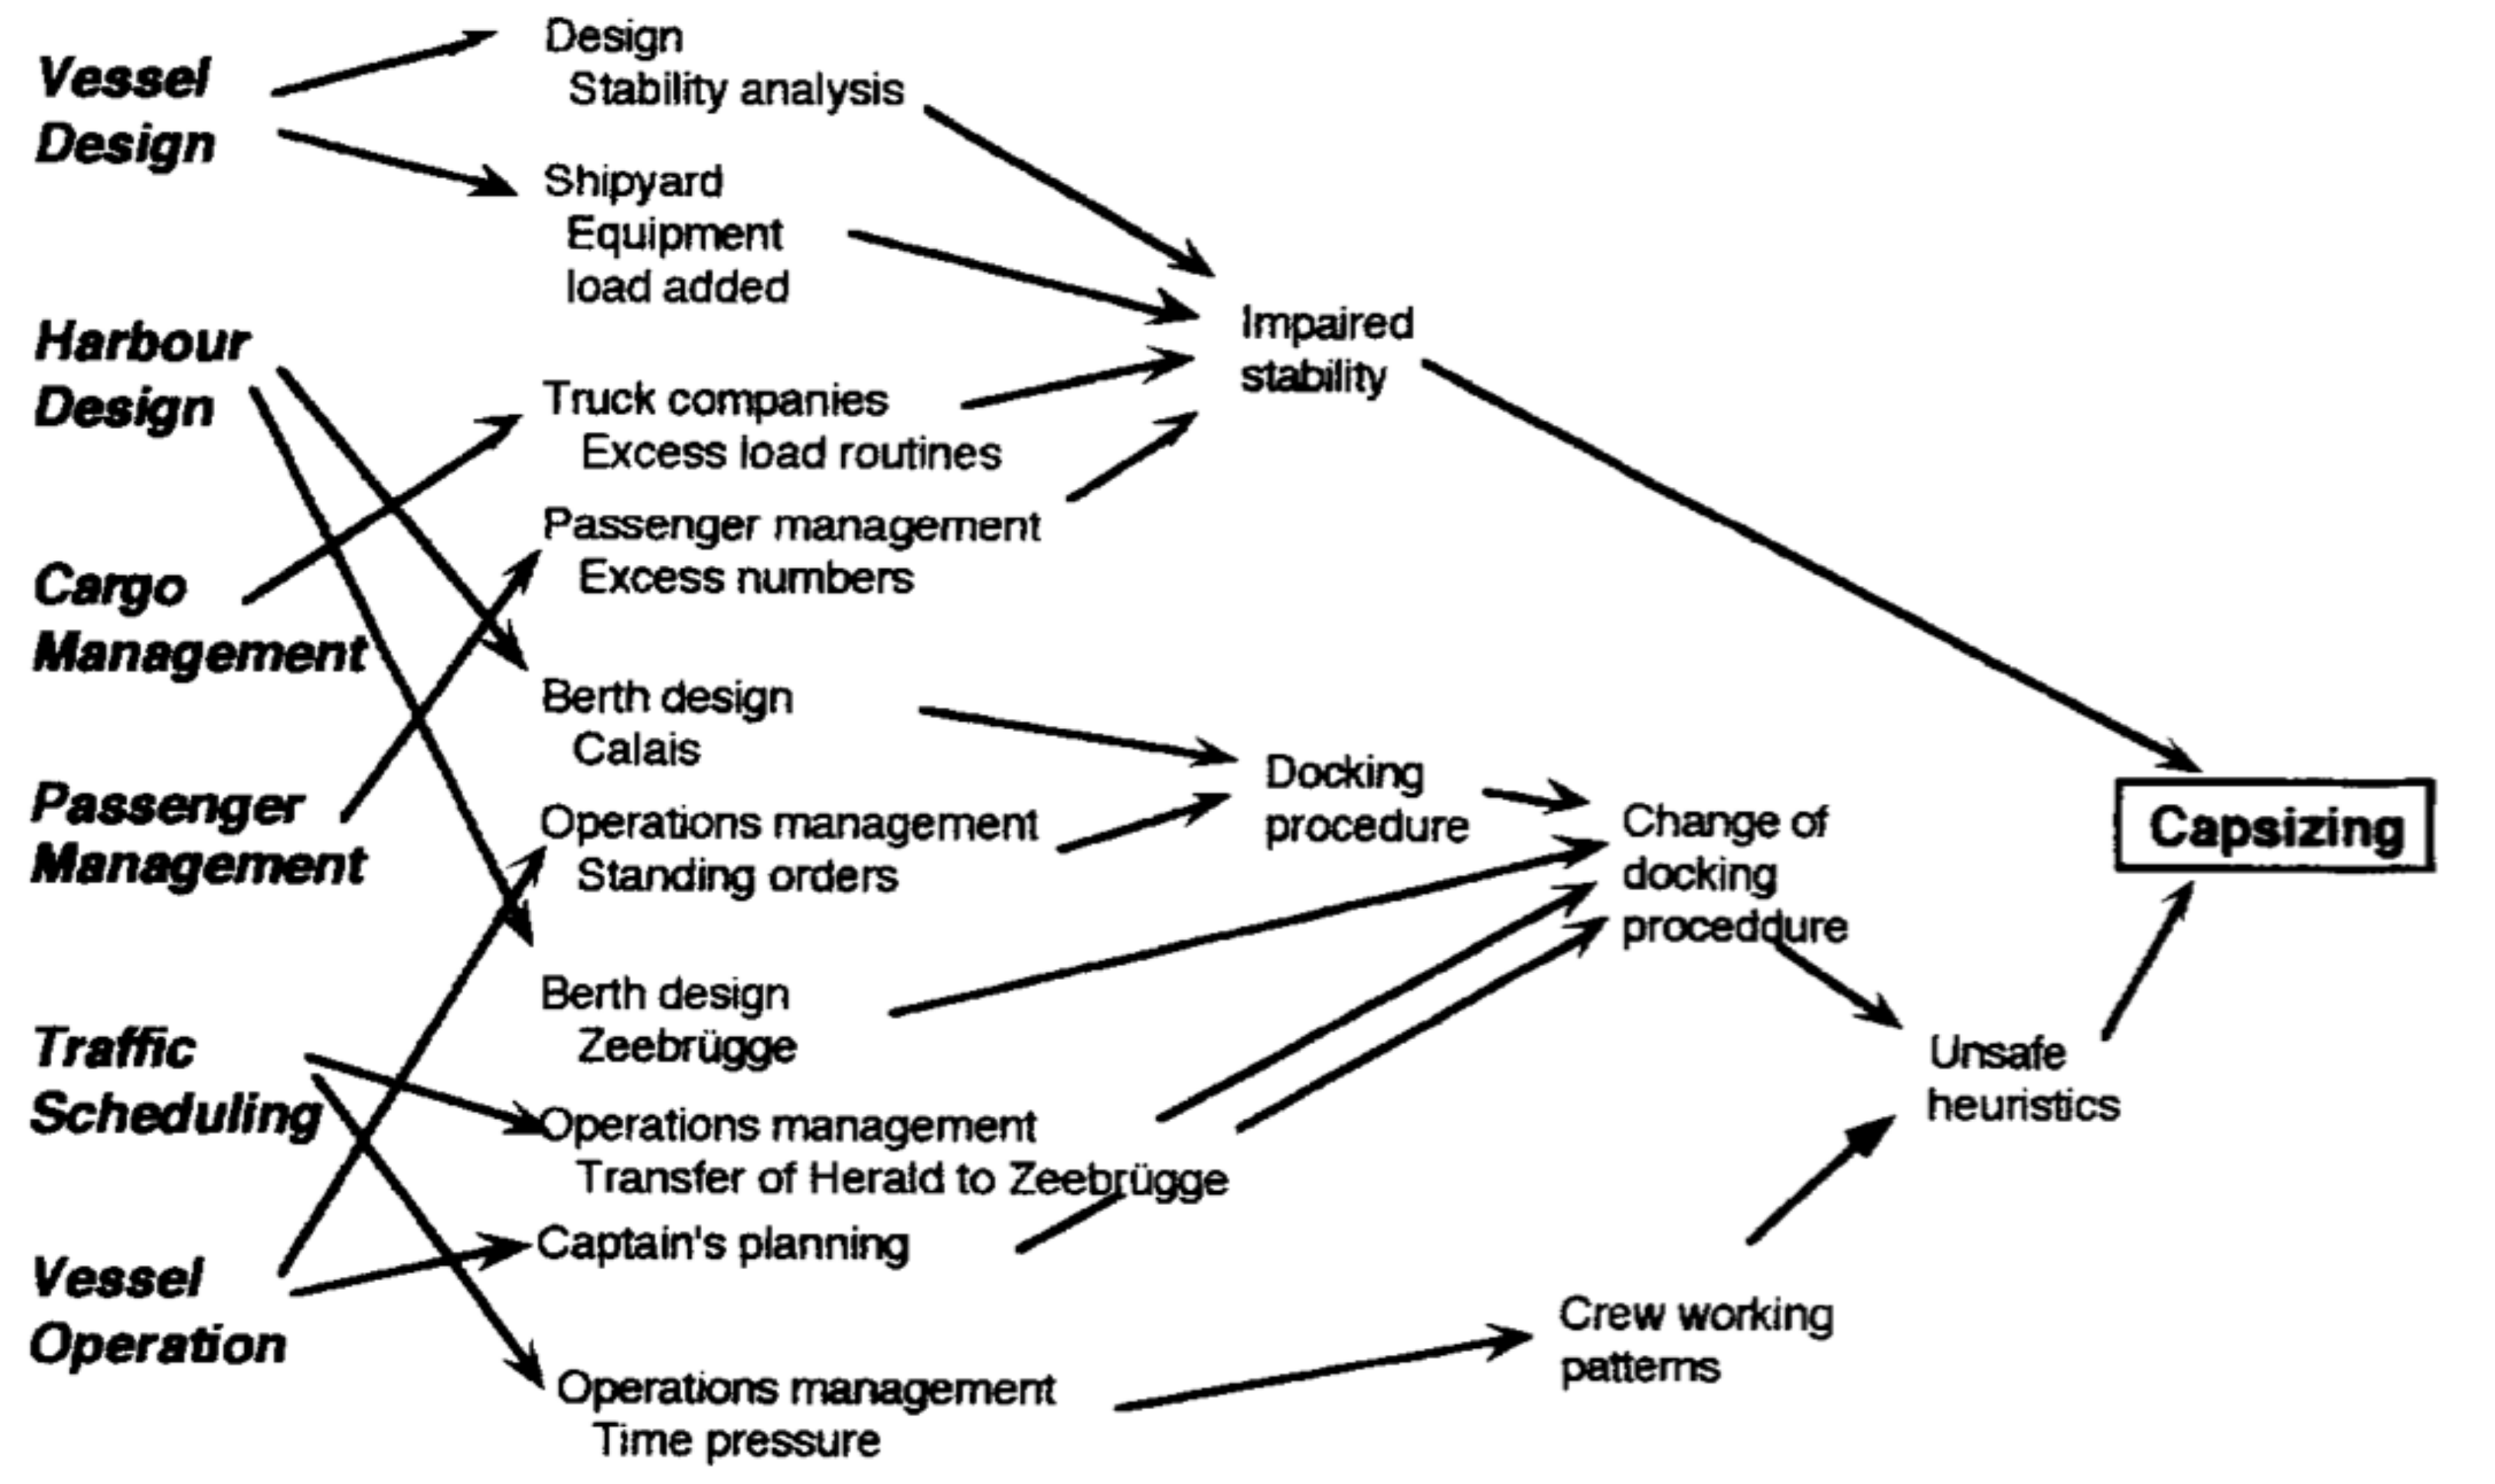 Vessel
Design
Harbour
Design
Cargo
Management
Passenger
Management
Traffic
Scheduling
Vessel
Operation
Design
Stability analysis
Shipyard
Equipment
load added
Truck companies
Excess load routines
Passenger management
Excess numbers
Berth design
Calais
Operations management
Standing orders
Berth design
Zeebrügge
Operations management
Transfer of Herald to Zeebrügge
Captain's planning
Operations management
Time pressure
Impaired
stability
Docking
procedure
Change of
docking
proceddure
Crew working
patterns
Unsafe
heuristics
Capsizing